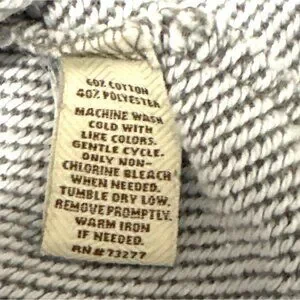 60% COTTON
40% POLYESTER
MACHINE WASH
COLD WITH
LIKE COLORS.
GENTLE CYCLE.
ONLY NON-
CHLORINE BLEACH
WHEN NEEDED.
TUMBLE DRY LOW.
REMOVE PROMPTLY.
WARM IRON
IF NEEDED.
RN# 73277